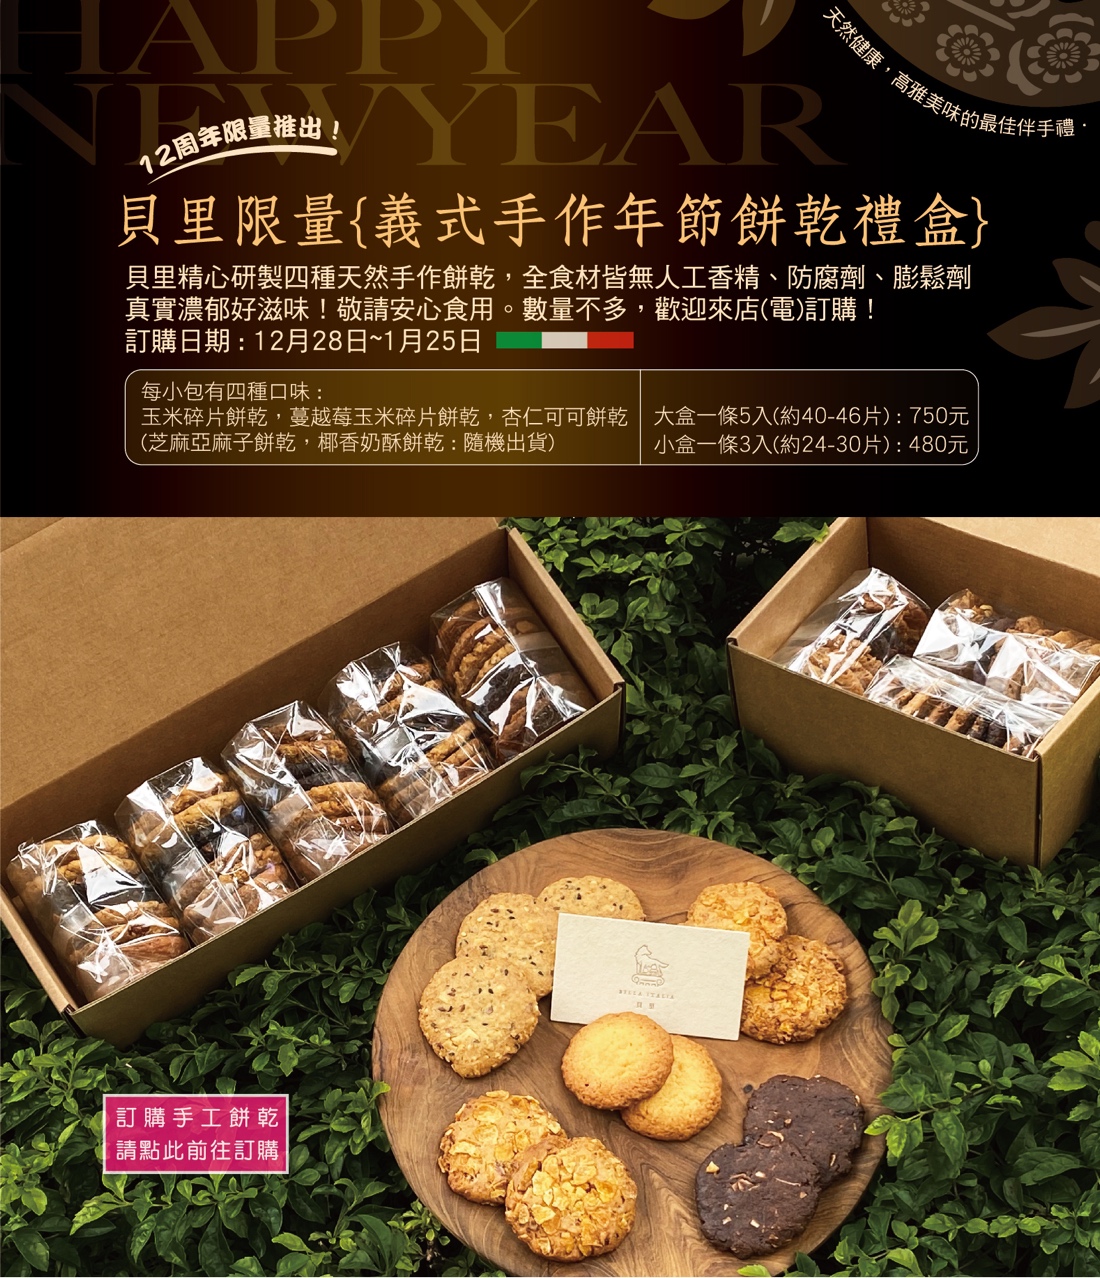 HAPPY
NEWYEAR
天然健康，高雅美味的最佳伴手禮．
12周年限量推出！
貝里限量{義式手作年節餅乾禮盒}
貝里精心研製四種天然手作餅乾，全食材皆無人工香精、防腐劑、膨鬆劑
真實濃郁好滋味！敬請安心食用。數量不多，歡迎來店(電)訂購！
訂購日期：12月28日~1月25日
每小包有四種口味：
玉米碎片餅乾，蔓越莓玉米碎片餅乾，杏仁可可餅乾
(芝麻亞麻子餅乾，椰香奶酥餅乾：隨機出貨)
大盒一條5入(約40-46片)：750元
小盒一條3入(約24-30片)：480元
BELLA ITALIA
貝 里
訂購手工餅乾
請點此前往訂購